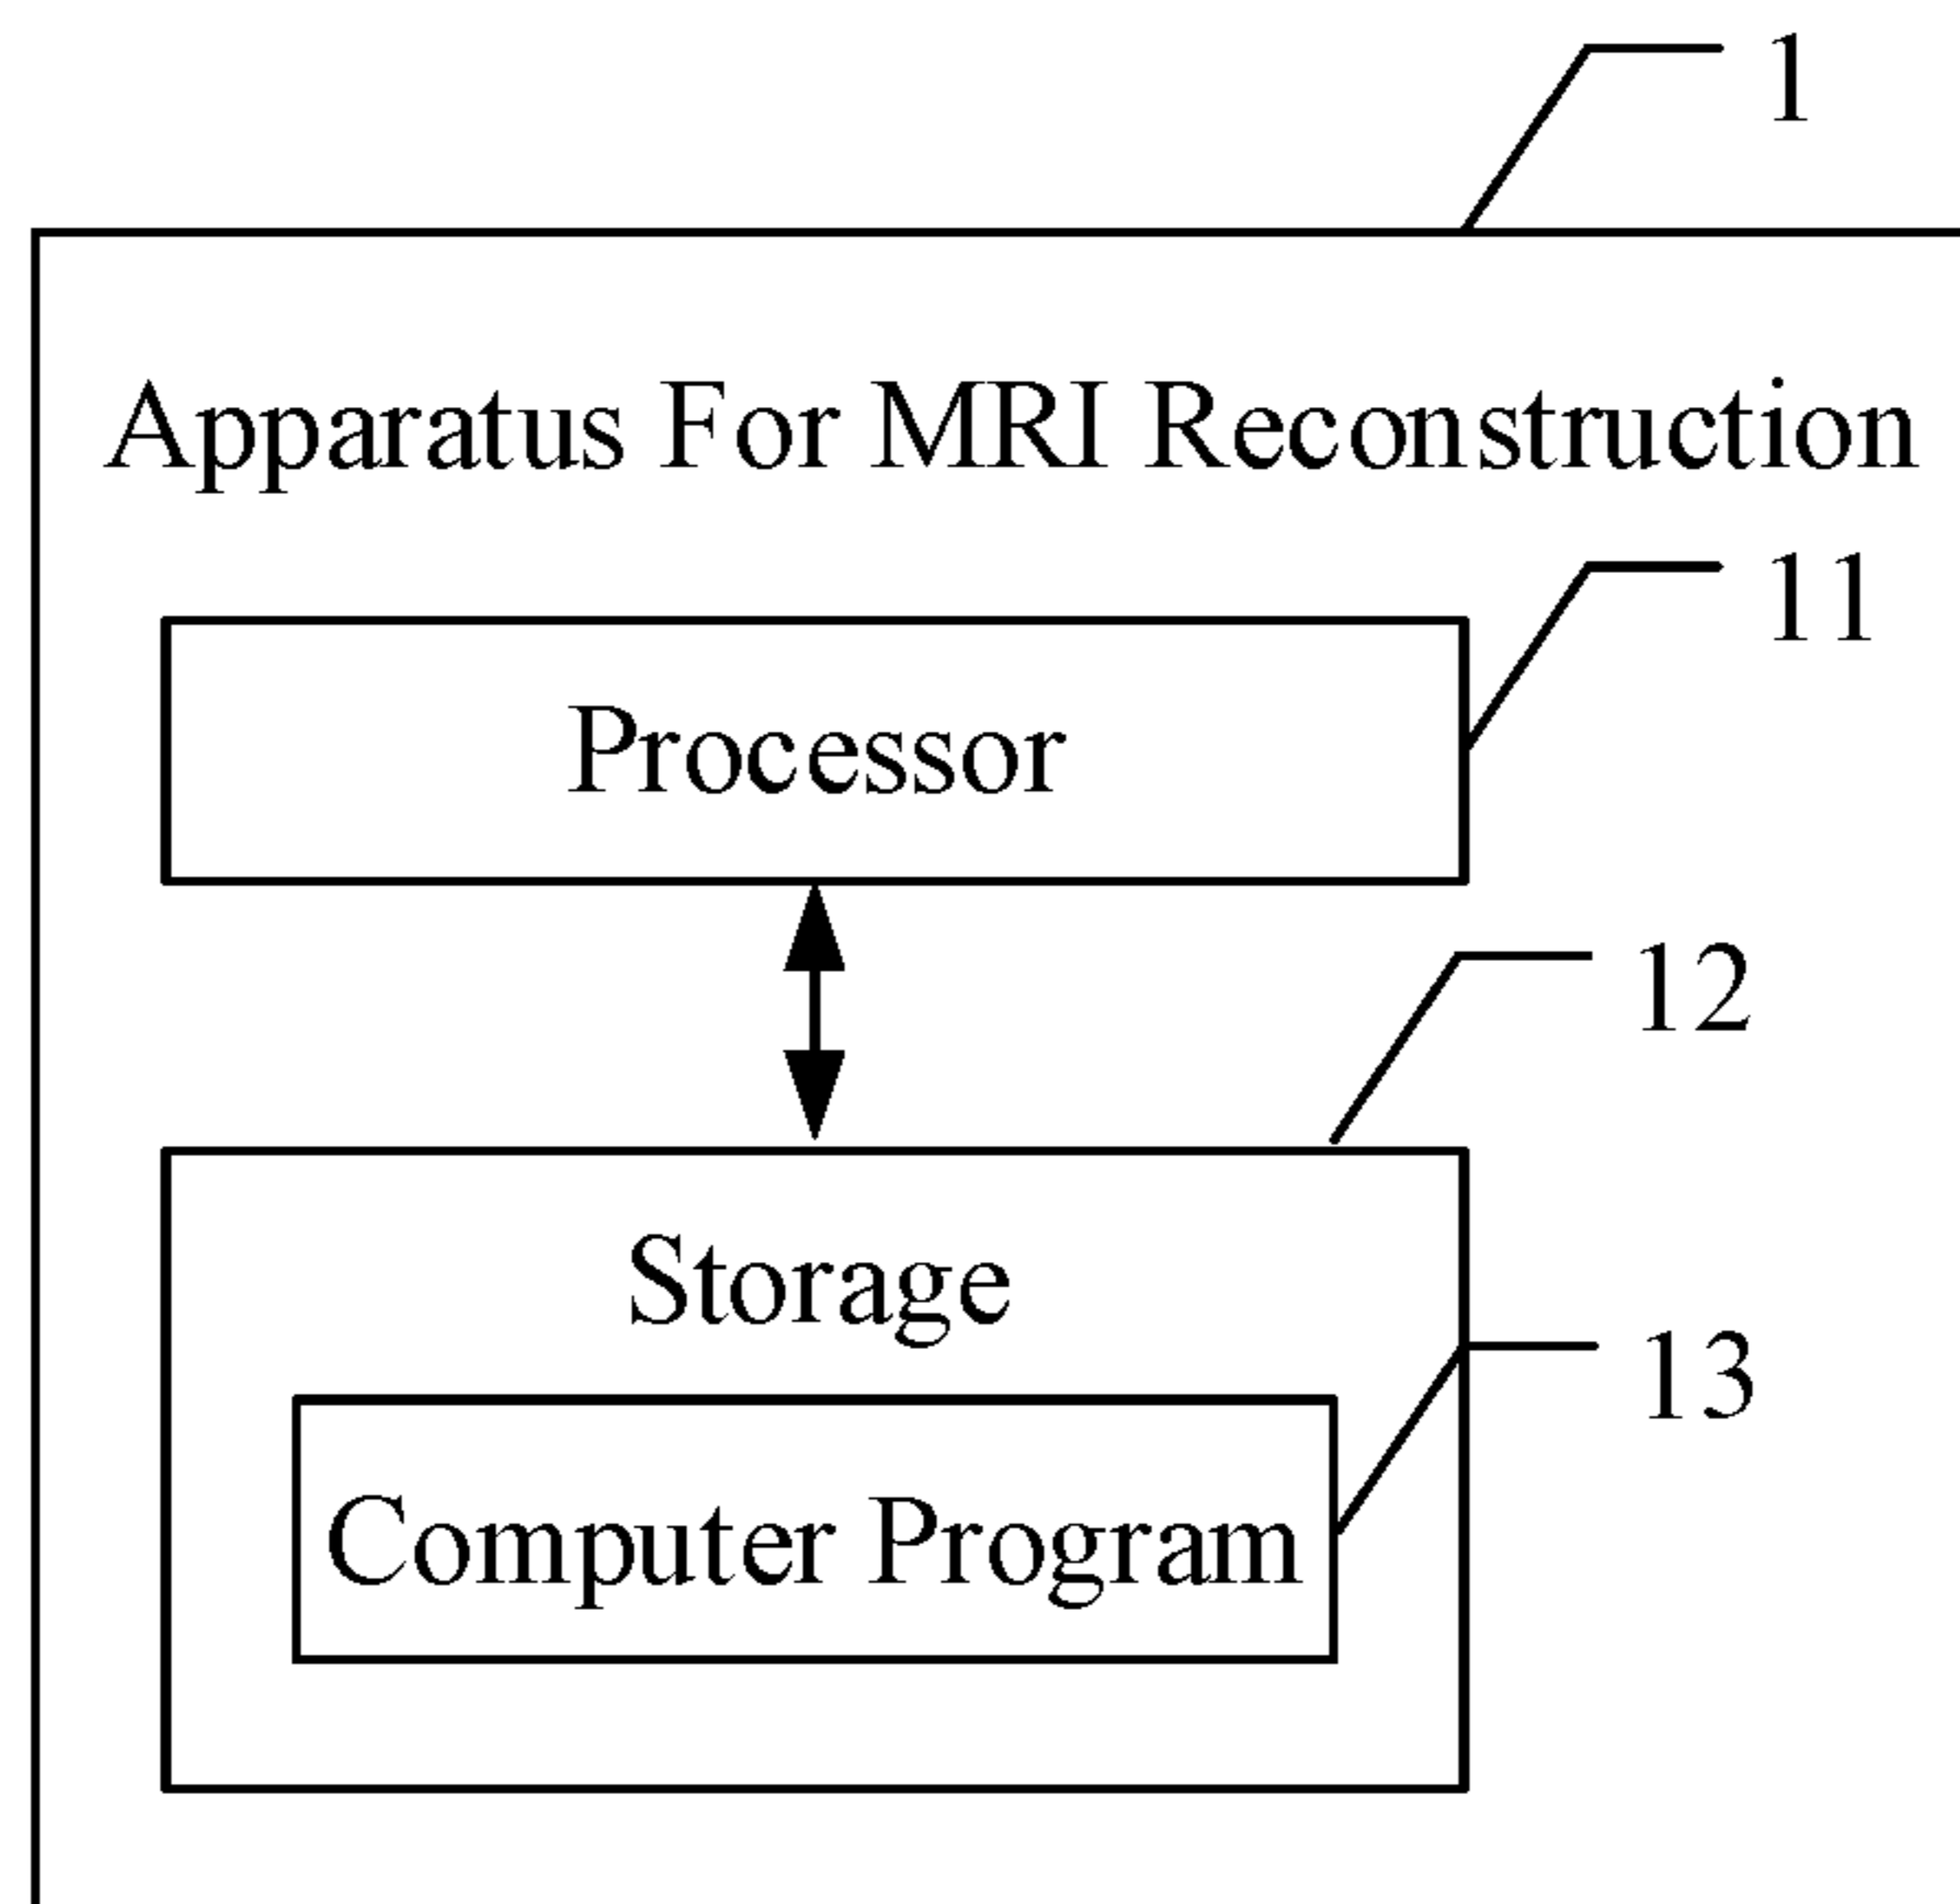 1
Apparatus For MRI Reconstruction
11
Processor
12
Storage
13
Computer Program